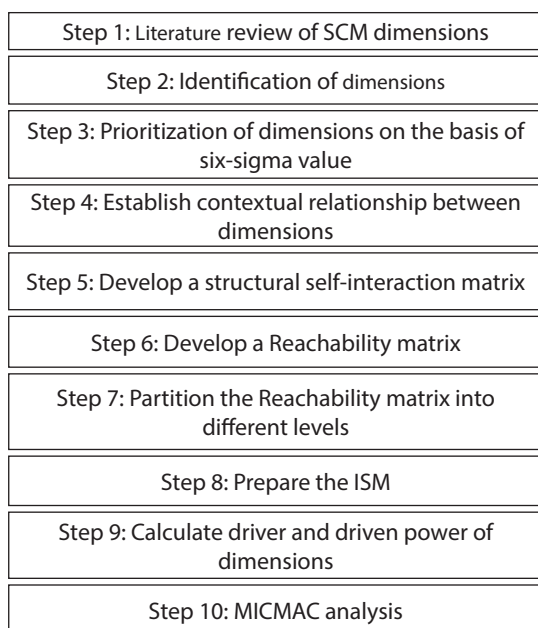 Step 1: Literature review of SCM dimensions
Step 2: Identification of dimensions
Step 3: Prioritization of dimensions on the basis of
six-sigma value
Step 4: Establish contextual relationship between
dimensions
Step 5: Develop a structural self-interaction matrix
Step 6: Develop a Reachability matrix
Step 7: Partition the Reachability matrix into
different levels
Step 8: Prepare the ISM
Step 9: Calculate driver and driven power of
dimensions
Step 10: MICMAC analysis